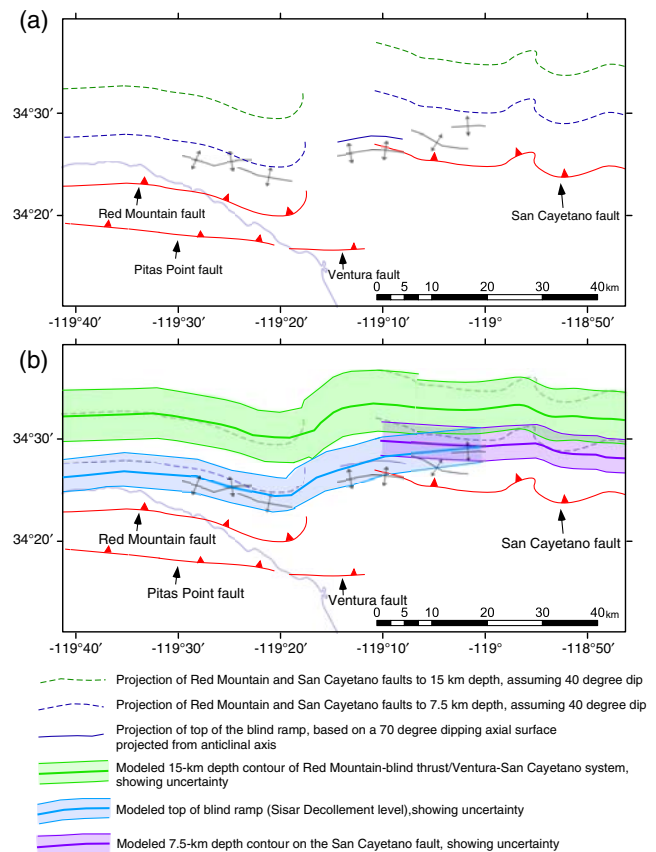 (a)
34°30′
34°20′
Red Mountain fault
San Cayetano fault
Pitas Point fault
Ventura fault
0 5 10 20 30 40 km
-119°40′ -119°30′ -119°20′ -119°10′ -119° -118°50′
(b)
34°30′
34°20′
Red Mountain fault
San Cayetano fault
Pitas Point fault
Ventura fault
0 5 10 20 30 40 km
-119°40′ -119°30′ -119°20′ -119°10′ -119° -118°50′
Projection of Red Mountain and San Cayetano faults to 15 km depth, assuming 40 degree dip
Projection of Red Mountain and San Cayetano faults to 7.5 km depth, assuming 40 degree dip
Projection of top of the blind ramp, based on a 70 degree dipping axial surface
projected from anticlinal axis
Modeled 15-km depth contour of Red Mountain-blind thrust/Ventura-San Cayetano system,
showing uncertainty
Modeled top of blind ramp (Sisar Decollement level),showing uncertainty
Modeled 7.5-km depth contour on the San Cayetano fault, showing uncertainty